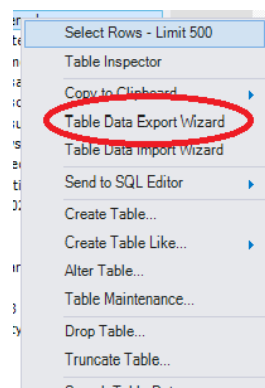 Select Rows - Limit 500
Table Inspector
Copy to Clipboard
Table Data Export Wizard
Table Data Import Wizard
Send to SQL Editor
Create Table...
Create Table Like...
Alter Table...
Table Maintenance...
Drop Table...
Truncate Table...